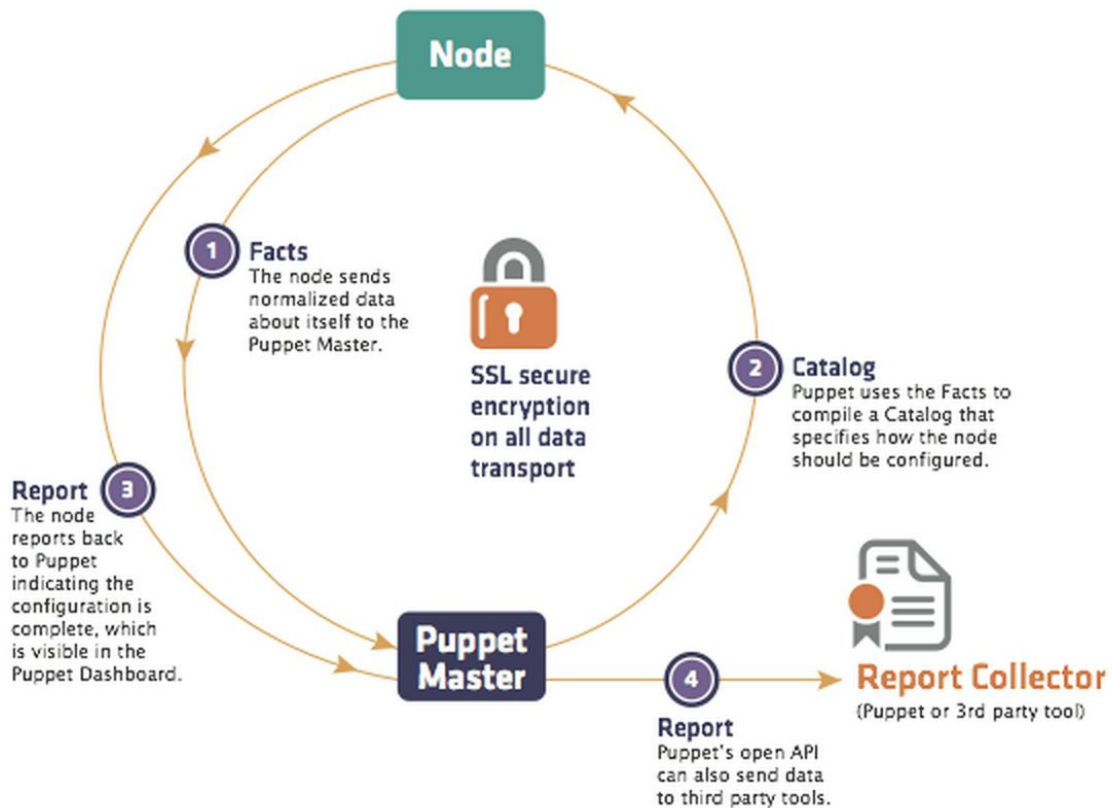 Node
1
Facts
The node sends
normalized data
about itself to the
Puppet Master.
SSL secure
encryption
on all data
transport
2
Catalog
Puppet uses the Facts to
compile a Catalog that
specifies how the node
should be configured.
Report
3
The node
reports back
to Puppet
indicating the
configuration is
complete, which
is visible in the
Puppet Dashboard.
Puppet
Master
4
Report
Puppet's open API
can also send data
to third party tools.
Report Collector
(Puppet or 3rd party tool)